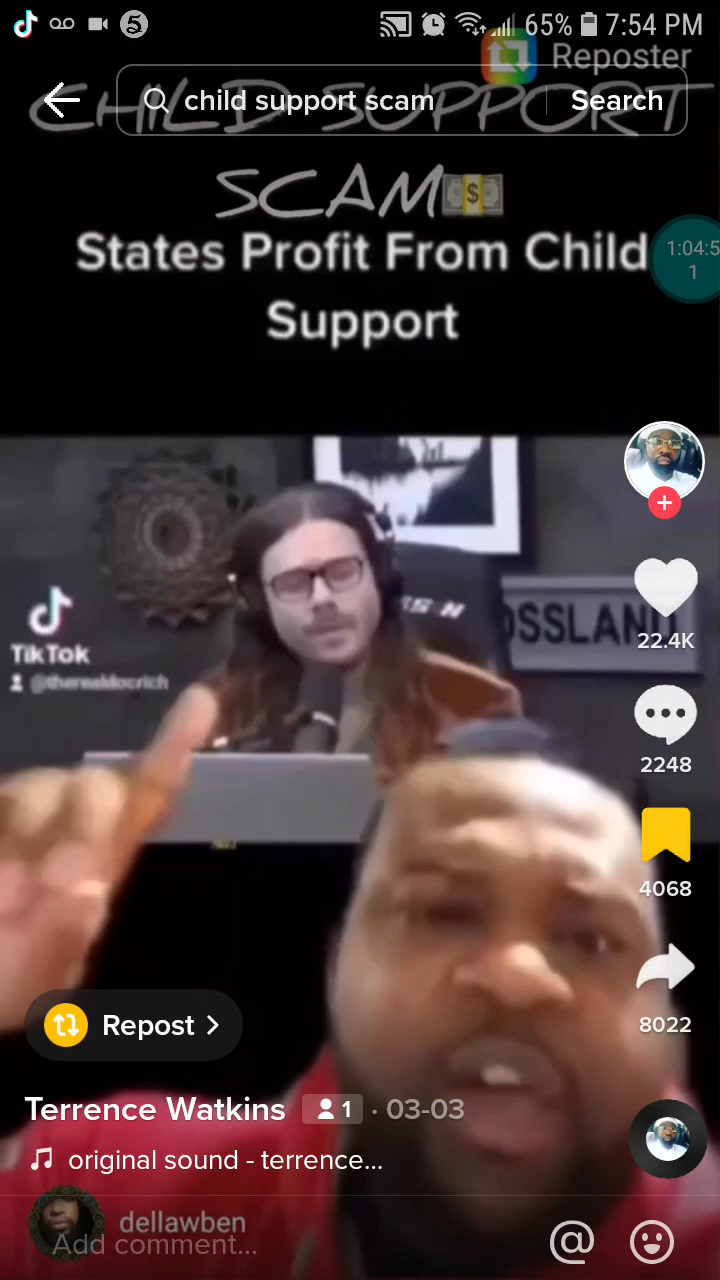 65% 7:54 PM
Reposter
child support scam
Search
CHILD SUPPORT
SCAM
States Profit From Child
Support
1:04:5
1
OSSLAND
TikTok
@therealdocrich
22.4K
2248
4068
8022
Repost >
Terrence Watkins 1 · 03-03
original sound - terrence...
dellawben
Add comment...